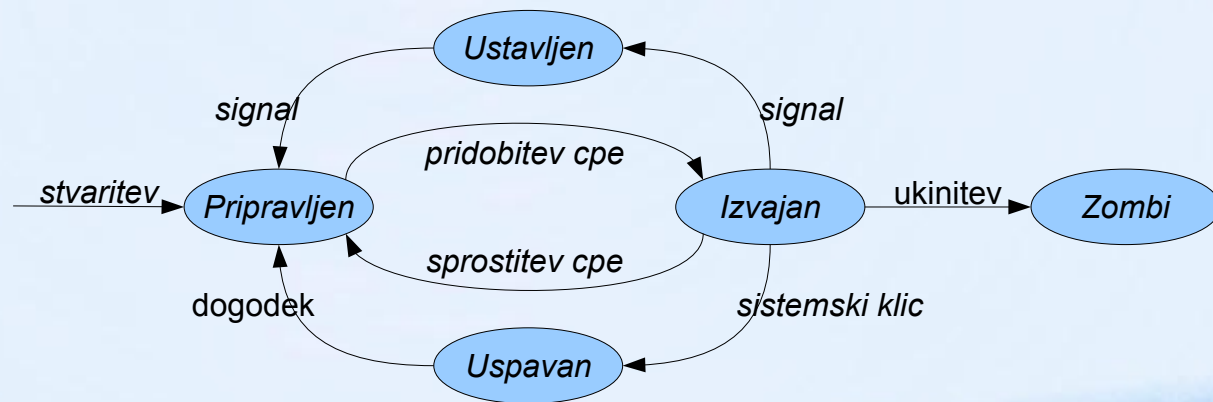 Ustavljen
signal
signal
pridobitev cpe
stvaritev
Pripravljen
Izvajan
ukinitev
Zombi
sprostitev cpe
dogodek
sistemski klic
Uspavan